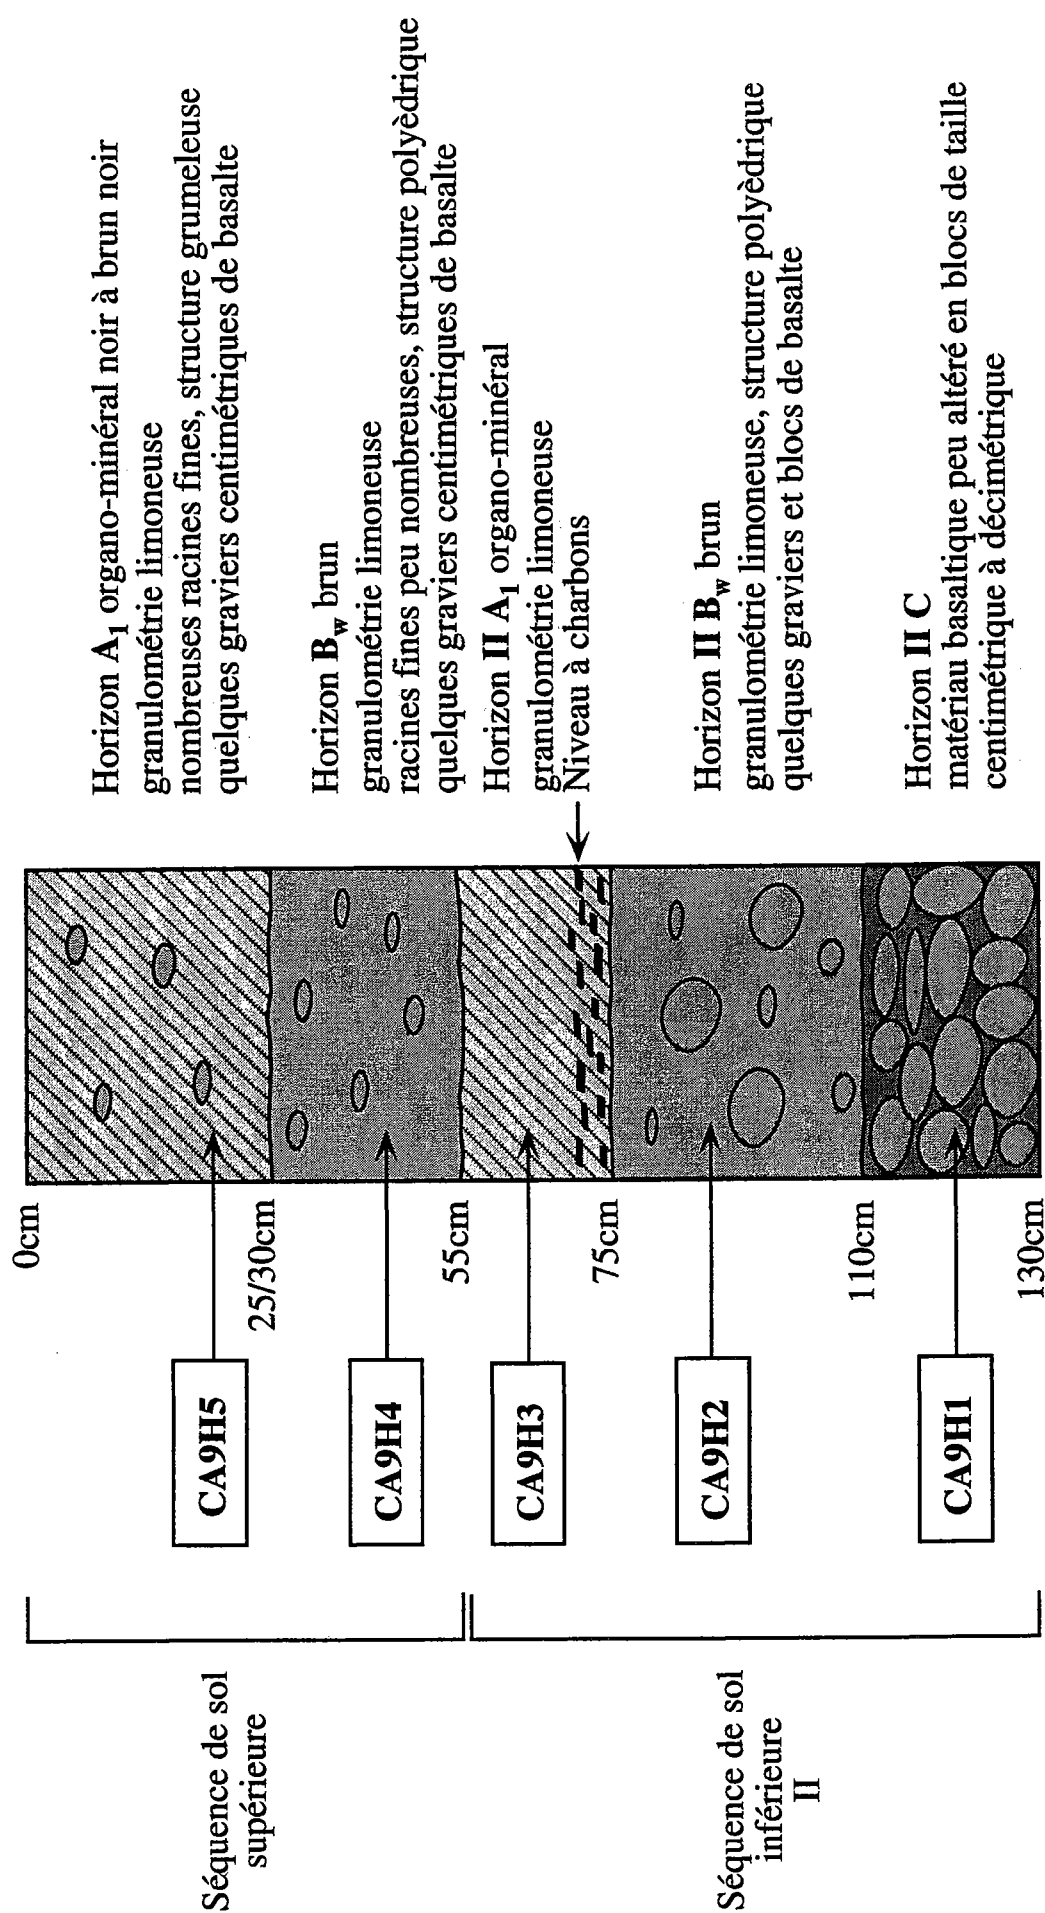 Séquence de sol
supérieure
Séquence de sol
inférieure
II
CA9H5
CA9H4
CA9H3
CA9H2
CA9H1
0cm
25/30cm
55cm
75cm
110cm
130cm
Horizon A1 organo-minéral noir à brun noir
granulométrie limoneuse
nombreuses racines fines, structure grumeleuse
quelques graviers centimétriques de basalte
Horizon Bw brun
granulométrie limoneuse
racines fines peu nombreuses, structure polyèdrique
quelques graviers centimétriques de basalte
Horizon II A1 organo-minéral
granulométrie limoneuse
Niveau à charbons
Horizon II Bw brun
granulométrie limoneuse, structure polyèdrique
quelques graviers et blocs de basalte
Horizon II C
matériau basaltique peu altéré en blocs de taille
centimétrique à décimétrique